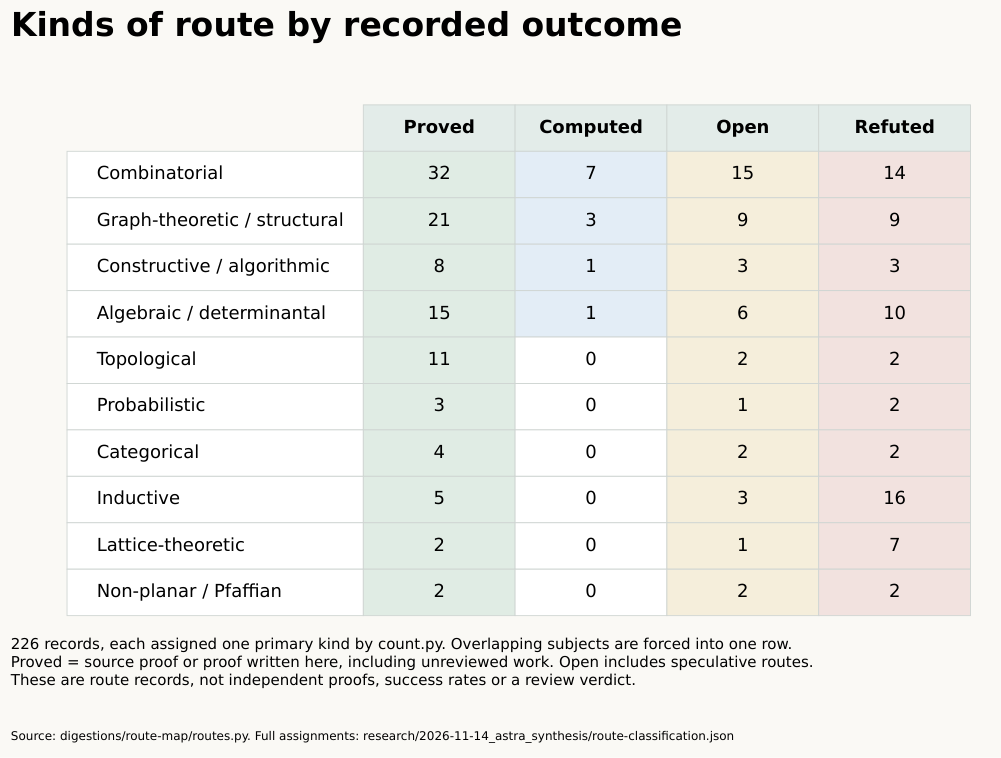 Kinds of route by recorded outcome
Proved Computed Open Refuted
Combinatorial 32 7 15 14
Graph-theoretic / structural 21 3 9 9
Constructive / algorithmic 8 1 3 3
Algebraic / determinantal 15 1 6 10
Topological 11 0 2 2
Probabilistic 3 0 1 2
Categorical 4 0 2 2
Inductive 5 0 3 16
Lattice-theoretic 2 0 1 7
Non-planar / Pfaffian 2 0 2 2
226 records, each assigned one primary kind by count.py. Overlapping subjects are forced into one row.
Proved = source proof or proof written here, including unreviewed work. Open includes speculative routes.
These are route records, not independent proofs, success rates or a review verdict.
Source: digestions/route-map/routes.py. Full assignments: research/2026-11-14_astra_synthesis/route-classification.json